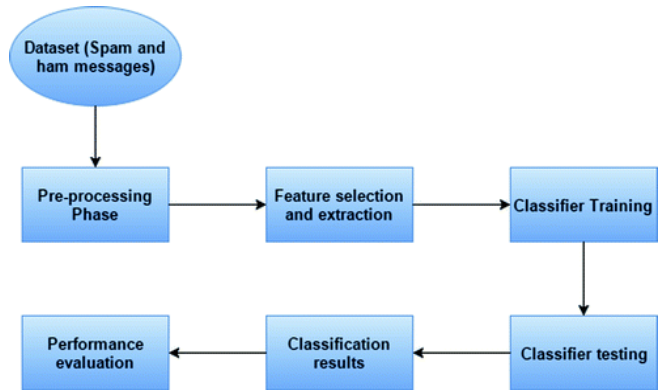 Dataset (Spam and
ham messages)
Pre-processing
Phase
Feature selection
and extraction
Classifier Training
Performance
evaluation
Classification
results
Classifier testing